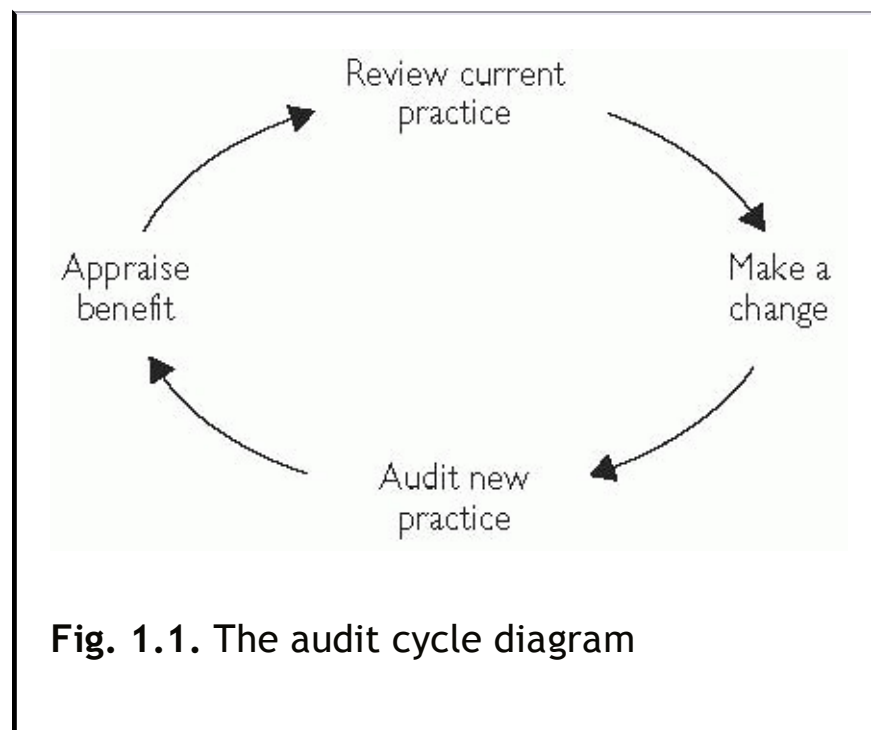 Review current
practice
Make a
change
Audit new
practice
Appraise
benefit
Fig. 1.1. The audit cycle diagram